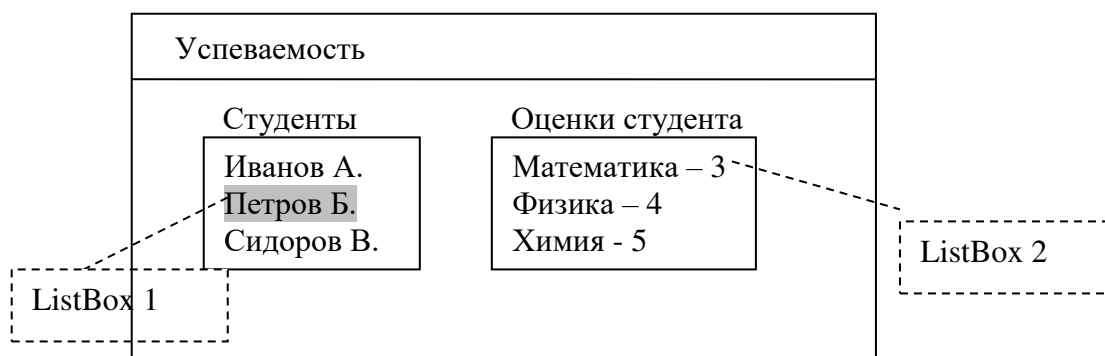 Успеваемость
Студенты
Оценки студента
Иванов А.
Петров Б.
Сидоров В.
Математика – 3
Физика – 4
Химия - 5
ListBox 1
ListBox 2